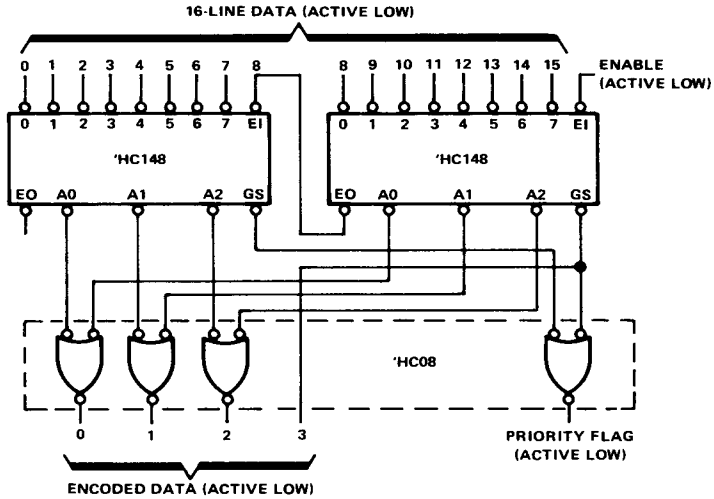 16-LINE DATA (ACTIVE LOW)
0 1 2 3 4 5 6 7 8 8 9 10 11 12 13 14 15 ENABLE
(ACTIVE LOW)
0 1 2 3 4 5 6 7 EI 0 1 2 3 4 5 6 7 EI
'HC148 'HC148
EO A0 A1 A2 GS EO A0 A1 A2 GS
'HC08
0 1 2 3 PRIORITY FLAG
(ACTIVE LOW)
ENCODED DATA (ACTIVE LOW)